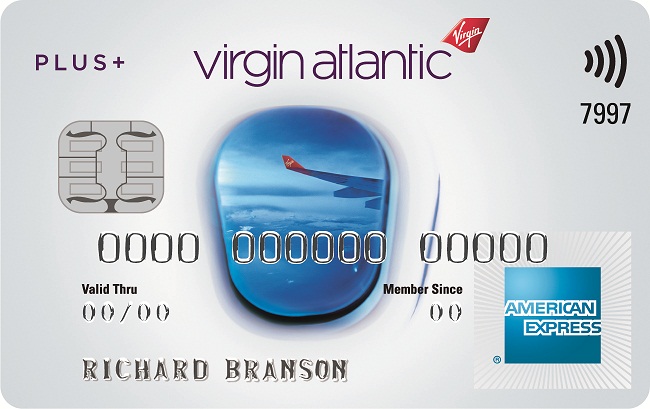 PLUS+
virgin atlantic
Virgin
7997
0000 000000 00000
Valid Thru
Member Since
00/00
00
AMERICAN
EXPRESS
®
RICHARD BRANSON